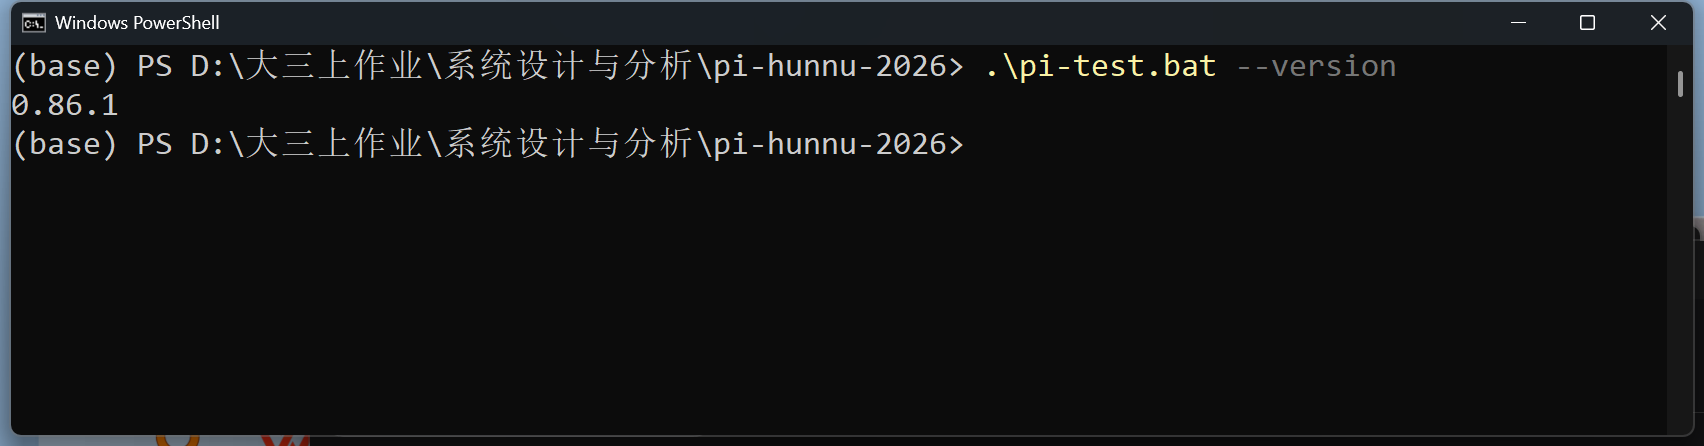 Windows PowerShell
(base) PS D:\大三上作业\系统设计与分析\pi-hunnu-2026> .\pi-test.bat --version
0.86.1
(base) PS D:\大三上作业\系统设计与分析\pi-hunnu-2026>